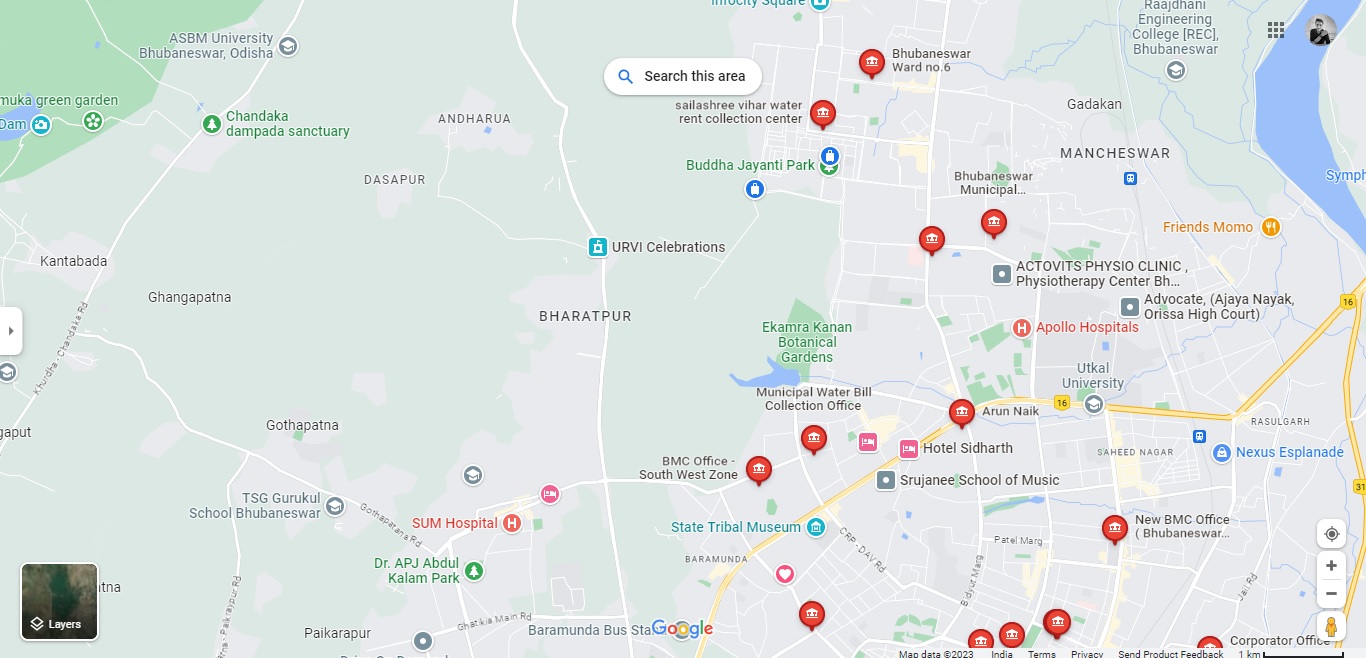 Infocity Square
Raajdhani
Engineering
College [REC],
Bhubaneswar
ASBM University
Bhubaneswar, Odisha
Bhubaneswar
Ward no.6
Search this area
muka green garden
Dam
Chandaka
dampada sanctuary
ANDHARUA
sailashree vihar water
rent collection center
Gadakan
MANCHESWAR
Buddha Jayanti Park
DASAPUR
Bhubaneswar
Municipal...
Symph
Friends Momo
URVI Celebrations
Kantabada
ACTOVITS PHYSIO CLINIC ,
Physiotherapy Center Bh...
Ghangapatna
Advocate, (Ajaya Nayak,
Orissa High Court)
16
BHARATPUR
Ekamra Kanan
Botanical
Gardens
Apollo Hospitals
Khurdha - Chandaka Rd
Utkal
University
Municipal Water Bill
Collection Office
Arun Naik
16
RASULGARH
Gothapatna
gaput
Hotel Sidharth
SAHEED NAGAR
Nexus Esplanade
BMC Office -
South West Zone
Srujanee School of Music
TSG Gurukul
School Bhubaneswar
Gothapatana Rd
SUM Hospital
State Tribal Museum
New BMC Office
( Bhubaneswar...
CRP - DAV Rd
Patel Marg
BARAMUNDA
Dr. APJ Abdul
Kalam Park
Bidyut Marg
Jail Rd
atna
Layers
Ghatikia Main Rd
Paikarapur
Baramunda Bus Sta
Google
Corporator Office
Map data ©2023 India Terms Privacy Send Product Feedback 1 km